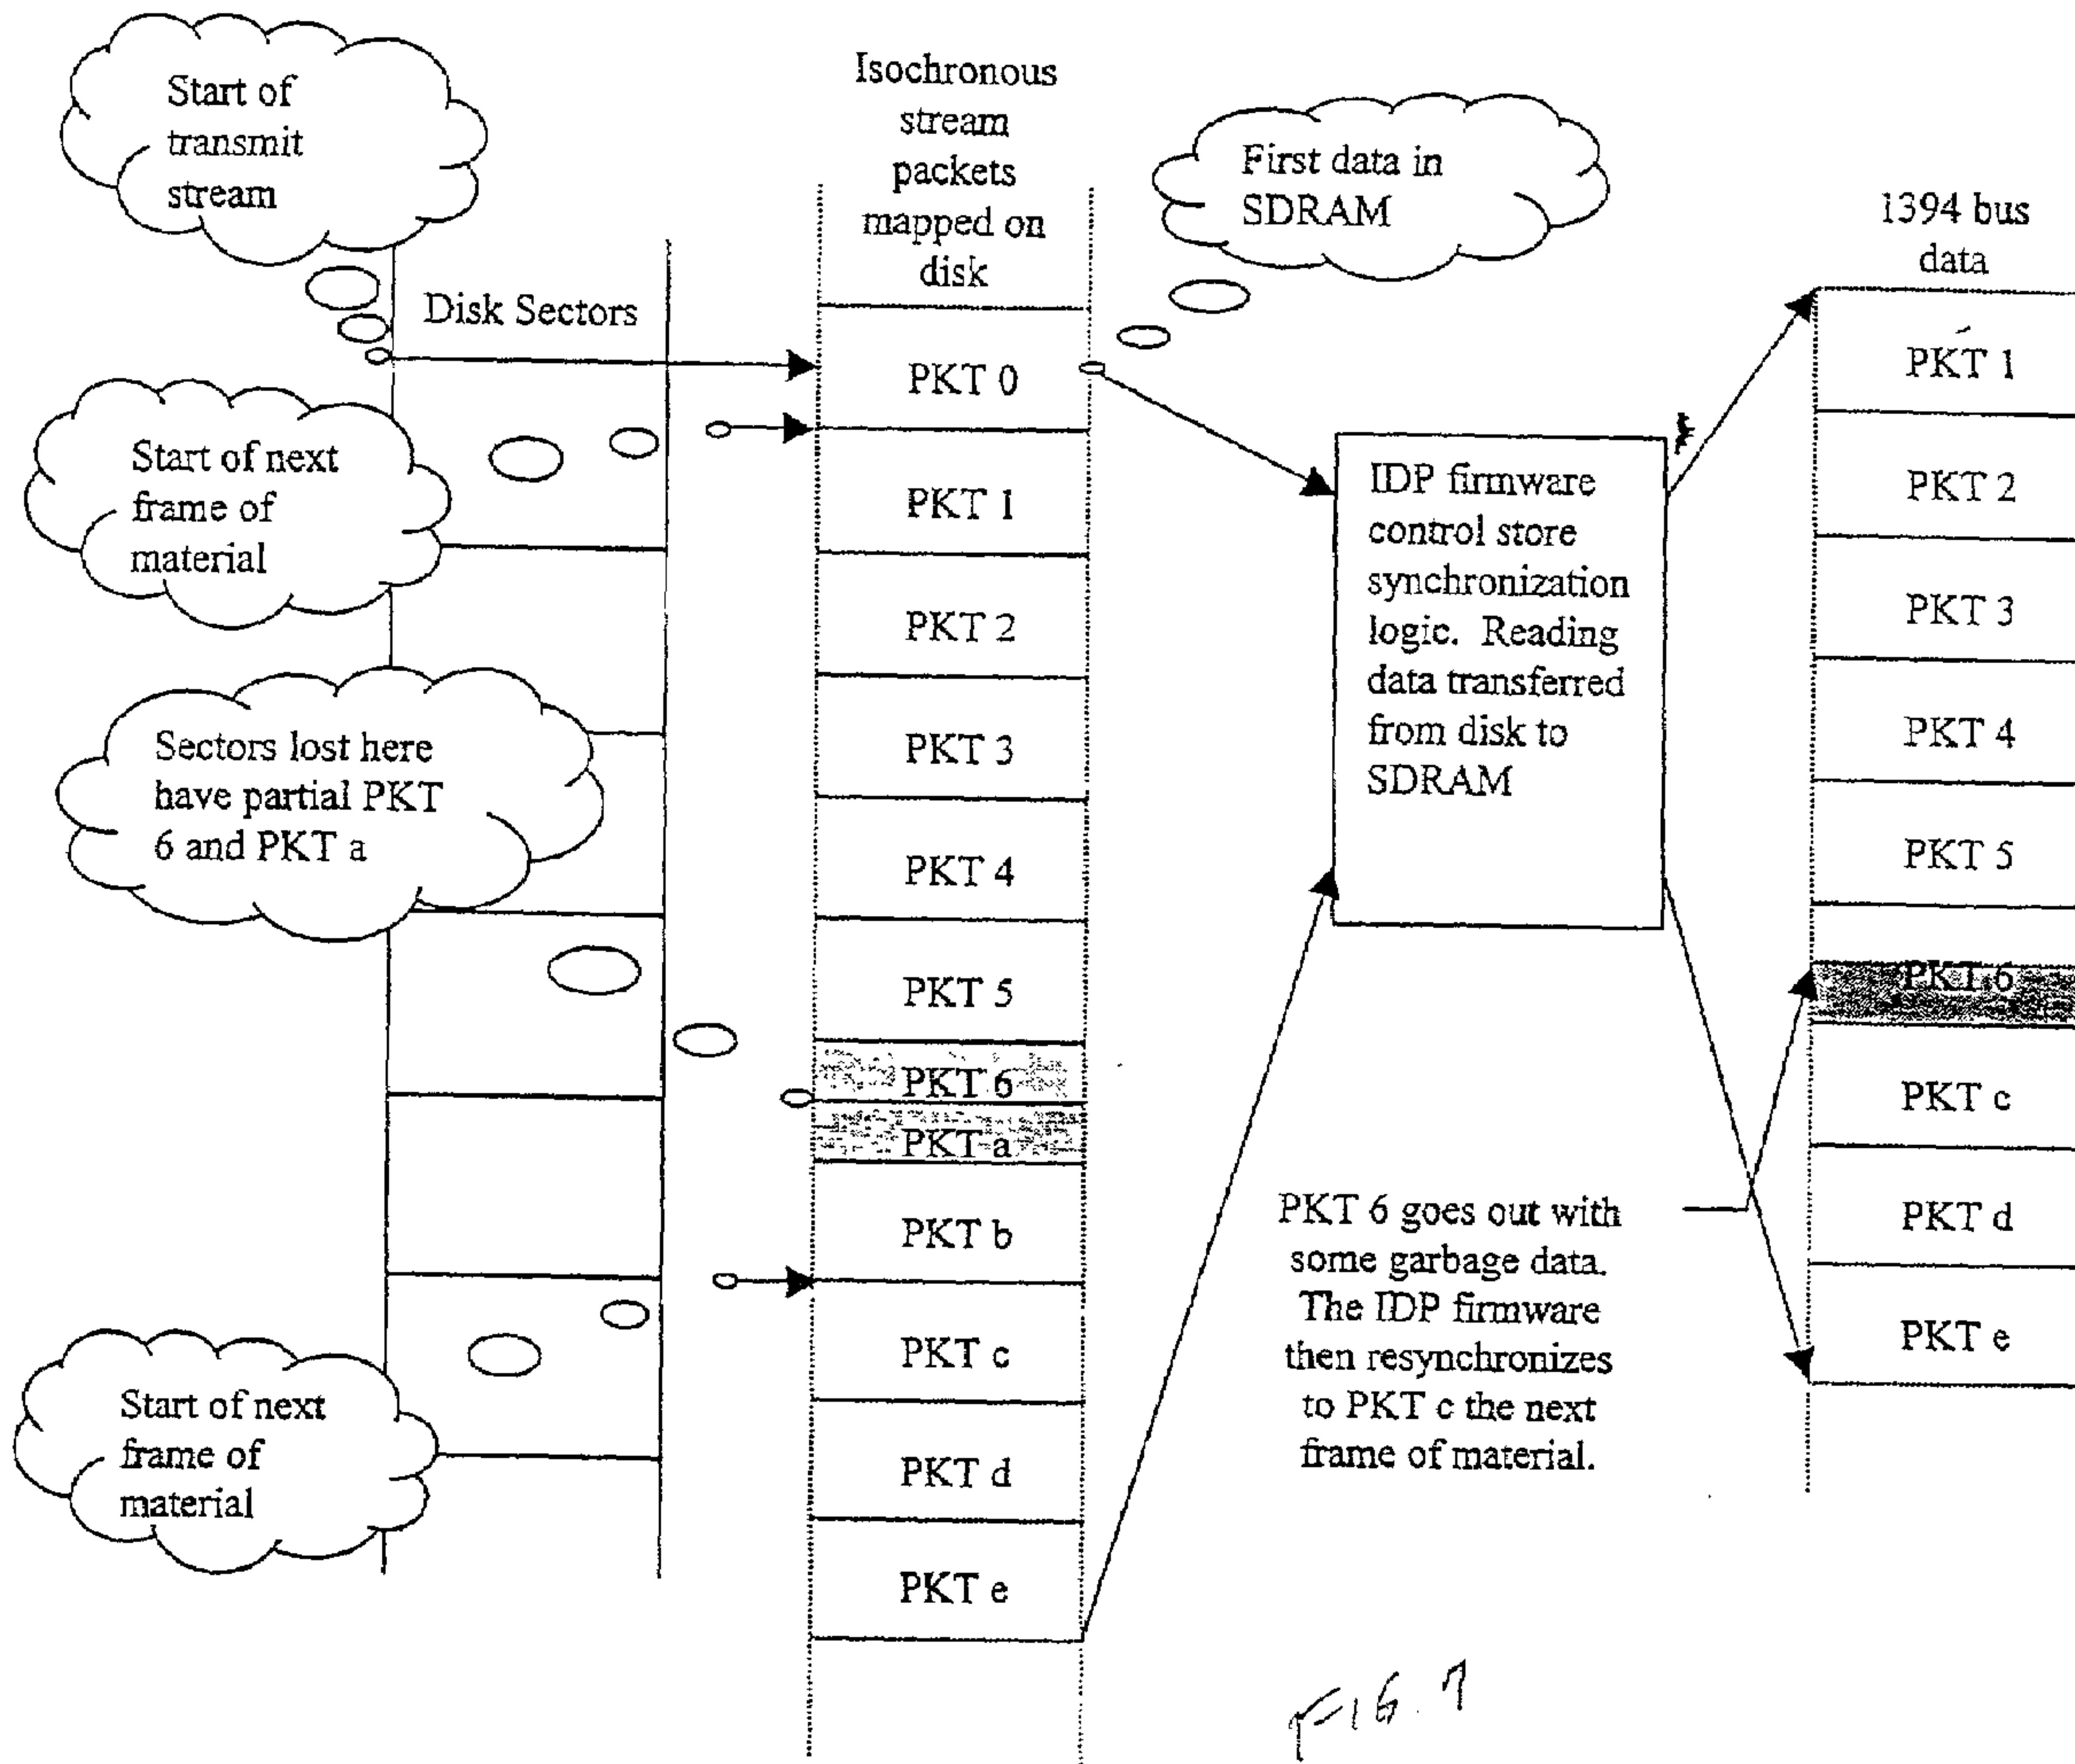 Start of
transmit
stream
Isochronous
stream
packets
mapped on
disk
First data in
SDRAM
1394 bus
data
Disk Sectors
Start of next
frame of
material
Sectors lost here
have partial PKT
6 and PKT a
Start of next
frame of
material
PKT 0
PKT 1
PKT 2
PKT 3
PKT 4
PKT 5
PKT 6
PKT a
PKT b
PKT c
PKT d
PKT e
IDP firmware
control store
synchronization
logic. Reading
data transferred
from disk to
SDRAM
PKT 6 goes out with
some garbage data.
The IDP firmware
then resynchronizes
to PKT c the next
frame of material.
PKT 1
PKT 2
PKT 3
PKT 4
PKT 5
PKT 6
PKT c
PKT d
PKT e
FIG. 7